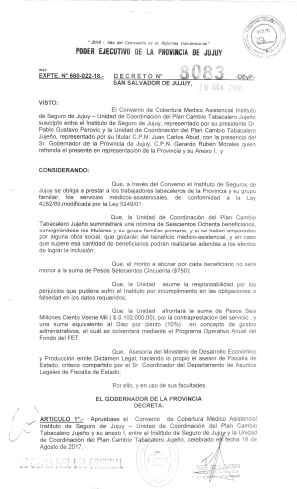 "2018 - Año del Centenario de la Reforma Universitaria"
PODER EJECUTIVO DE LA PROVINCIA DE JUJUY
EXPTE. N° 660-022-18.-
DECRETO N° 8083 -DEyP-
SAN SALVADOR DE JUJUY, 20 NOV
VISTO:
El Convenio de Cobertura Medico Asistencial Instituto
de Seguro de Jujuy – Unidad de Coordinación del Plan Cambio Tabacalero Jujeño
suscripto entre el Instituto de Seguro de Jujuy, representado por su presidente Dr.
Pablo Gustavo Perovic y la Unidad de Coordinación del Plan Cambio Tabacalero
Jujeño, representado por su titular C.P.N. Juan Carlos Abud, con la presencia del
Sr. Gobernador de la Provincia de Jujuy, C.P.N. Gerardo Rubén Morales quien
refrenda el presente en representación de la Provincia y su Anexo I, y
CONSIDERANDO:
Que, a través del Convenio el Instituto de Seguros de
Jujuy se obliga a prestar a los trabajadores tabacaleros de la Provincia y su grupo
familiar, los servicios médicos-asistenciales, de conformidad de Ley
4282/89,modificada por la Ley 5249/01;
Que, la Unidad de Coordinación del Plan Cambio
Tabacalero Jujeño suministrará una nómina de Seiscientos Ochenta beneficiarios,
consignándose los titulares y su grupo familiar primario, y si se hallan amparados
por alguna obra social, que gozarán del beneficio médico-asistencial, y en caso
que supere esa cantidad de beneficiarios podrán realizarse adendas a los efectos
de lograr la inclusión;
Que, el monto a abonar por cada beneficiario no será
menor a la suma de Pesos Setecientos Cincuenta ($750);
Que, la Unidad asume la responsabilidad por los
perjuicios que pudiera sufrir el Instituto por incumplimiento en las obligaciones o
falsedad en los datos requeridos;
Que, la Unidad afrontará la suma de Pesos Seis
Millones Ciento Veinte Mil ( $ 6.102.000,00), por la contraprestación del servicio , y
una suma equivalente al Diez por ciento (10%) en concepto de gastos
administrativos, el cual se solventará mediante el Programa Operativo Anual del
Fondo del FET.
Que, Asesoría del Ministerio de Desarrollo Económico
y Producción emite Dictamen Legal, haciendo lo propio el asesor de Fiscalía de
Estado, criterio compartido por el Sr. Coordinador del Departamento de Asuntos
Legales de Fiscalía de Estado;
Por ello, y en uso de sus facultades.
EL GOBERNADOR DE LA PROVINCIA
DECRETA:
ARTICULO 1°.- Apruébase el Convenio de Cobertura Medico Asistencial
Instituto de Seguro de Jujuy – Unidad de Coordinación del Plan Cambio Tabacalero
Jujeño y su anexo I, entre el Instituto de Seguro de Jujuy y la Unidad
de Coordinación del Plan Cambio Tabacalero Jujeño, celebrado en fecha 18 de
Agosto de 2017.